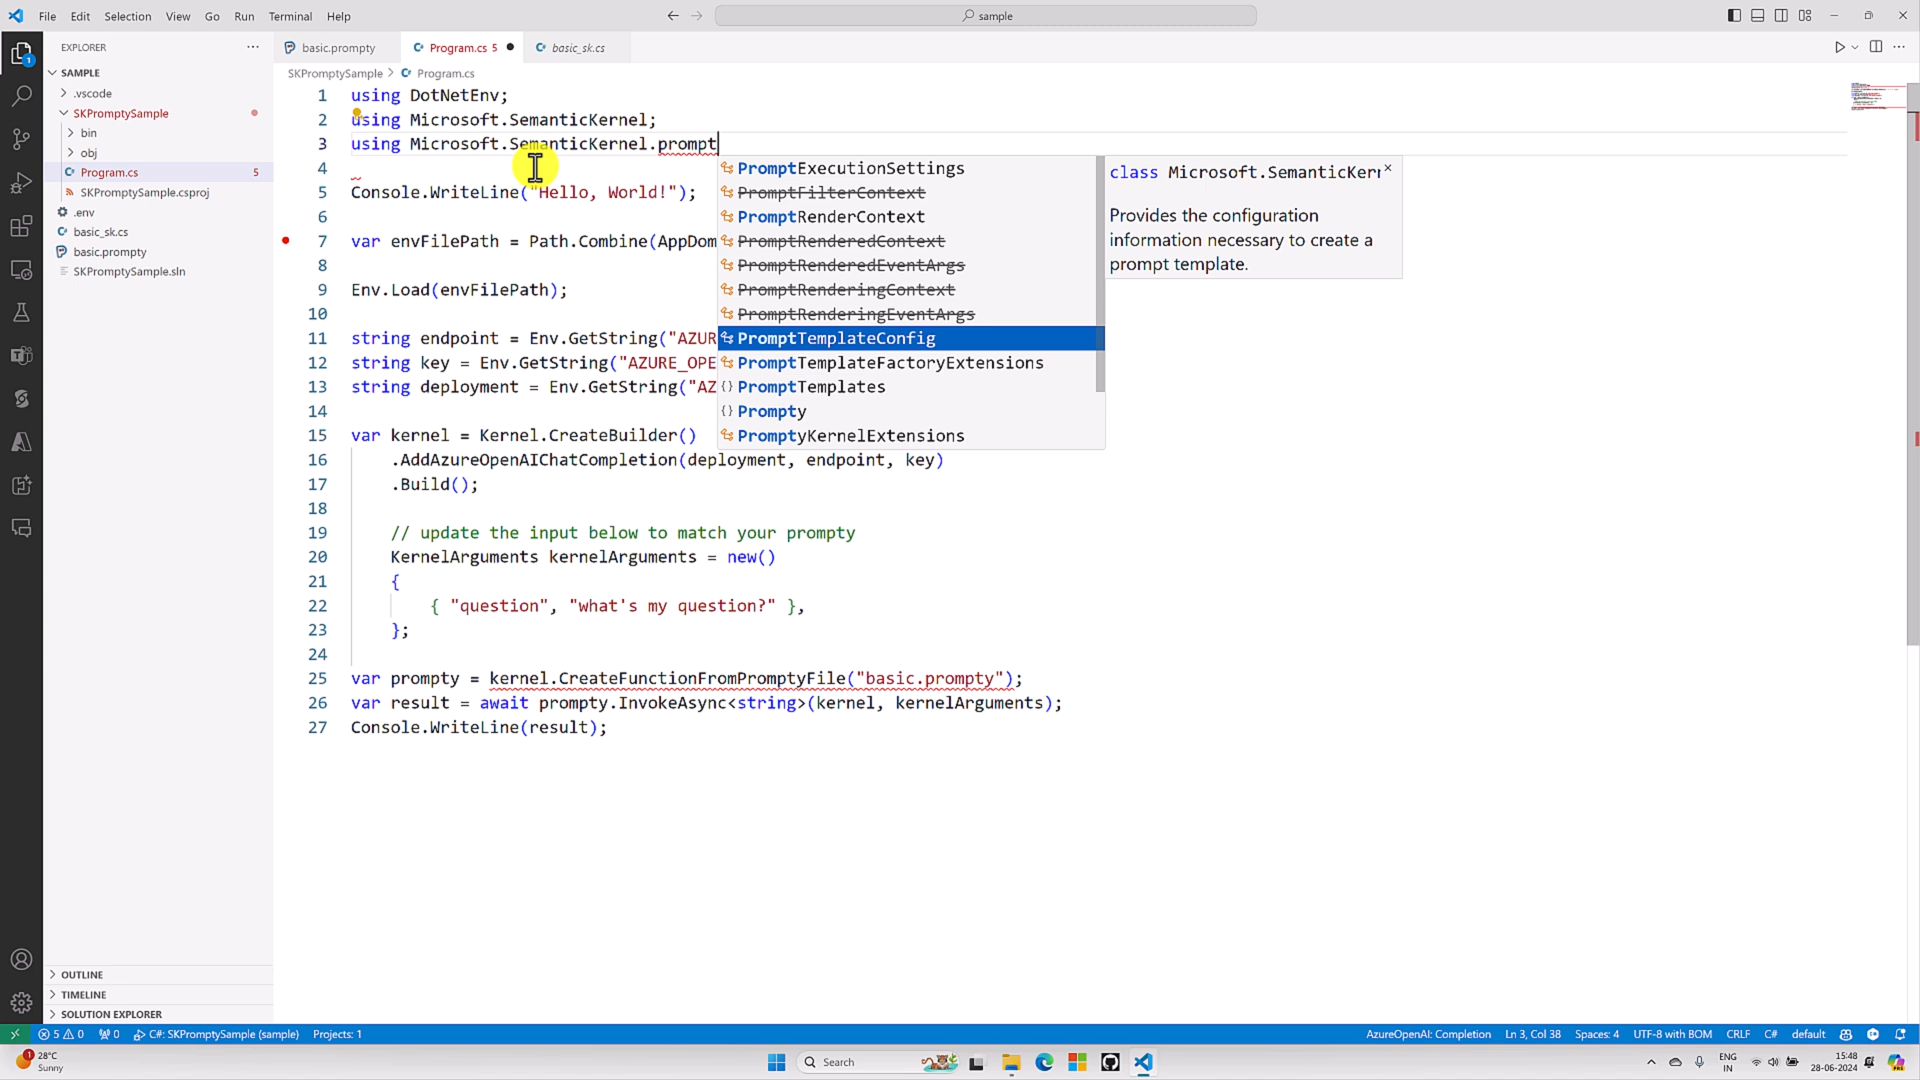 File Edit Selection View Go Run Terminal Help
sample
EXPLORER
SAMPLE
.vscode
SKPromptySample
bin
obj
Program.cs 5
SKPromptySample.csproj
.env
basic_sk.cs
basic.prompty
SKPromptySample.sln
OUTLINE
TIMELINE
SOLUTION EXPLORER
basic.prompty
Program.cs 5
basic_sk.cs
SKPromptySample > Program.cs
1 using DotNetEnv;
2 using Microsoft.SemanticKernel;
3 using Microsoft.SemanticKernel.prompt
4
5 Console.WriteLine("Hello, World!");
6
7 var envFilePath = Path.Combine(AppDom
8
9 Env.Load(envFilePath);
10
11 string endpoint = Env.GetString("AZUR
12 string key = Env.GetString("AZURE_OPE
13 string deployment = Env.GetString("AZ
14
15 var kernel = Kernel.CreateBuilder()
16 .AddAzureOpenAIChatCompletion(deployment, endpoint, key)
17 .Build();
18
19 // update the input below to match your prompty
20 KernelArguments kernelArguments = new()
21 {
22 { "question", "what's my question?" },
23 };
24
25 var prompty = kernel.CreateFunctionFromPromptyFile("basic.prompty");
26 var result = await prompty.InvokeAsync<string>(kernel, kernelArguments);
27 Console.WriteLine(result);
PromptExecutionSettings
PromptFilterContext
PromptRenderContext
PromptRenderedContext
PromptRenderedEventArgs
PromptRenderingContext
PromptRenderingEventArgs
PromptTemplateConfig
PromptTemplateFactoryExtensions
PromptTemplates
Prompty
PromptyKernelExtensions
class Microsoft.SemanticKerr
Provides the configuration
information necessary to create a
prompt template.
5 0 0 C#: SKPromptySample (sample) Projects: 1
AzureOpenAI: Completion Ln 3, Col 38 Spaces: 4 UTF-8 with BOM CRLF C# default
28°C
Sunny
Search
ENG
IN
15:48
28-06-2024